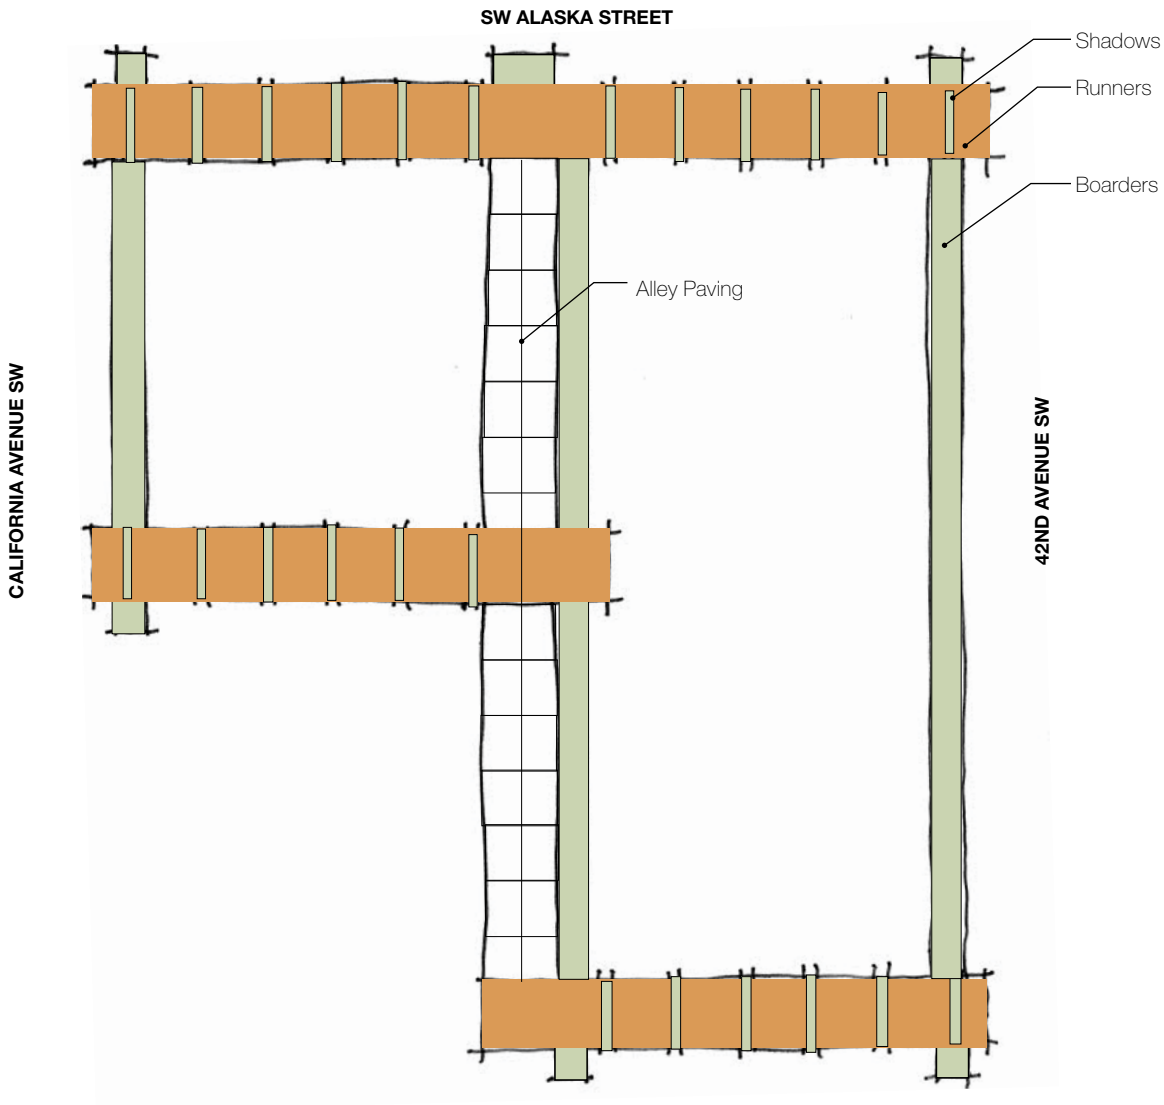 SW ALASKA STREET
Shadows
Runners
Boarders
Alley Paving
CALIFORNIA AVENUE SW
42ND AVENUE SW